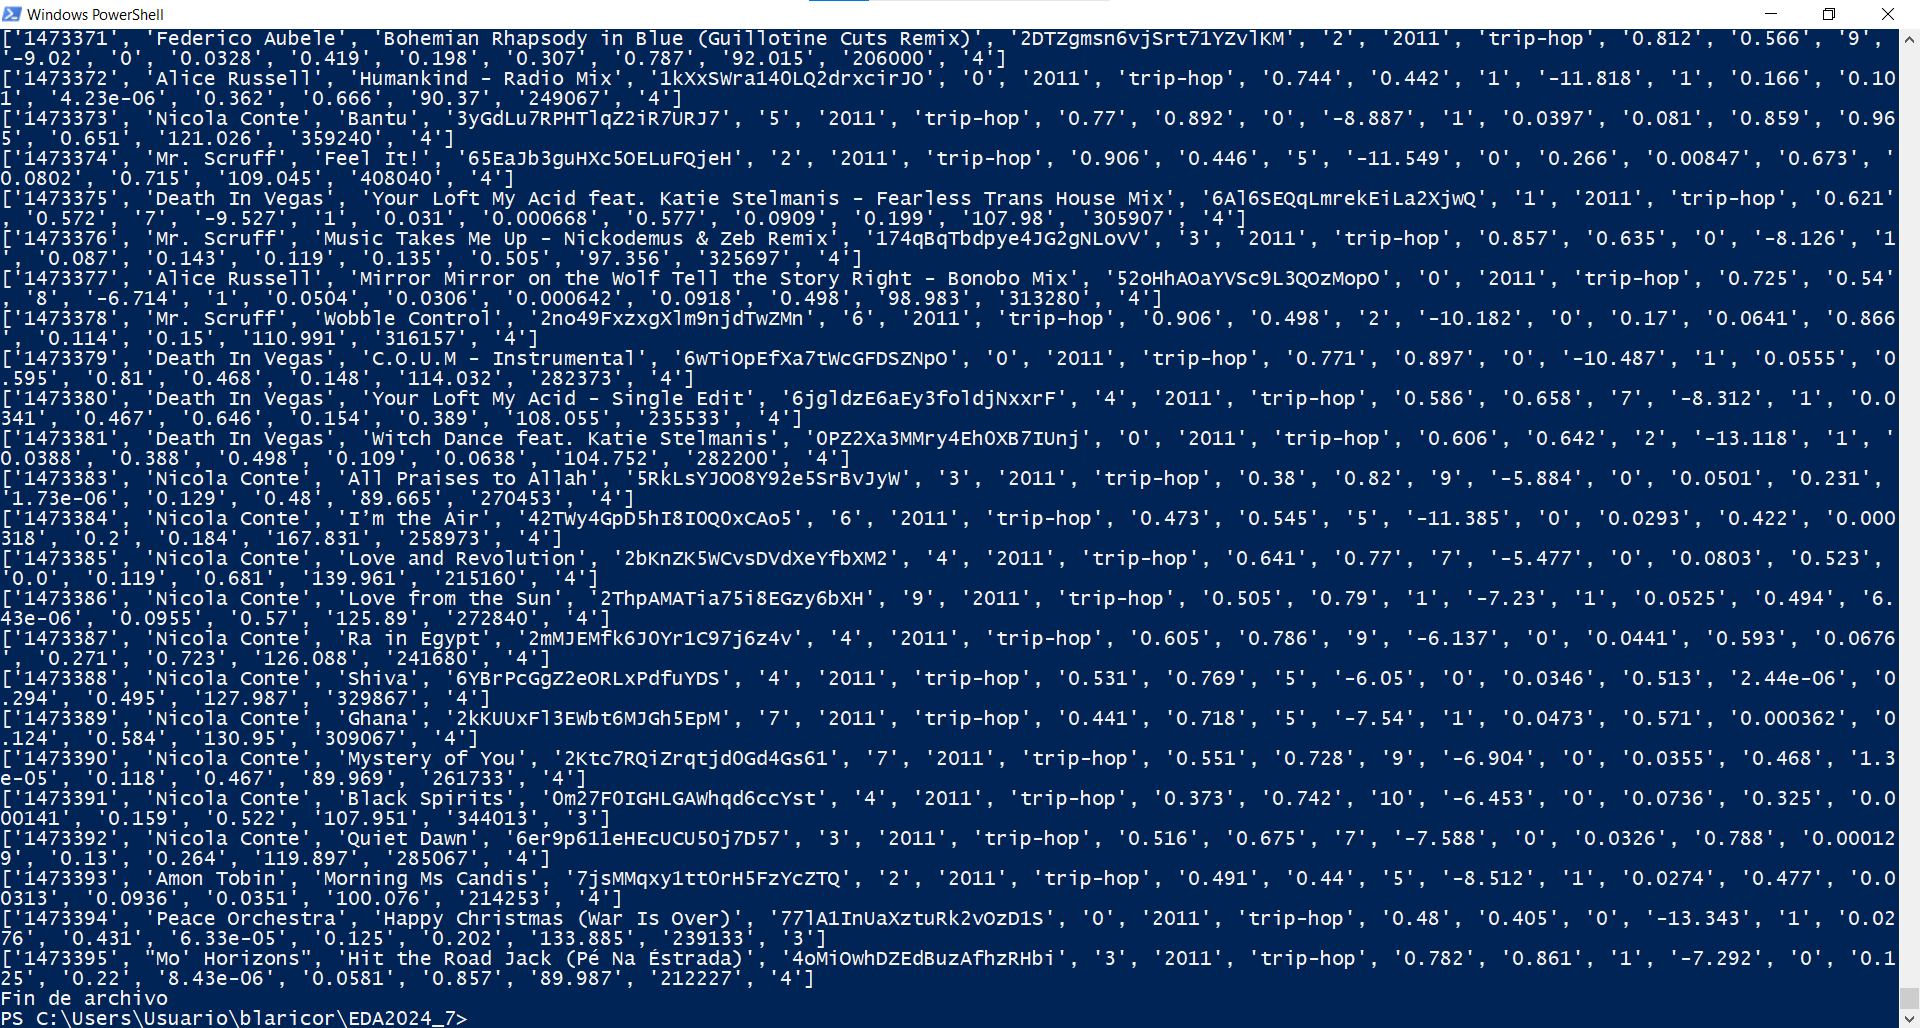 Windows PowerShell
['1473371', 'Federico Aubele', 'Bohemian Rhapsody in Blue (Guillotine Cuts Remix)', '2DTZgmsn6vjSrt71YZvlKM', '2', '2011', 'trip-hop', '0.812', '0.566', '9',
'-9.02', '0', '0.0328', '0.419', '0.198', '0.307', '0.787', '92.015', '206000', '4']
['1473372', 'Alice Russell', 'Humankind - Radio Mix', '1kXxSWra140LQ2drxcirJO', '0', '2011', 'trip-hop', '0.744', '0.442', '1', '-11.818', '1', '0.166', '0.10
1', '4.23e-06', '0.362', '0.666', '90.37', '249067', '4']
['1473373', 'Nicola Conte', 'Bantu', '3yGdLu7RPHTlqZ2iR7URJ7', '5', '2011', 'trip-hop', '0.77', '0.892', '0', '-8.887', '1', '0.0397', '0.081', '0.859', '0.96
5', '0.651', '121.026', '359240', '4']
['1473374', 'Mr. Scruff', 'Feel It!', '65EaJb3guHXc5OELuFQjeH', '2', '2011', 'trip-hop', '0.906', '0.446', '5', '-11.549', '0', '0.266', '0.00847', '0.673', '
0.0802', '0.715', '109.045', '408040', '4']
['1473375', 'Death In Vegas', 'Your Loft My Acid feat. Katie Stelmanis - Fearless Trans House Mix', '6Al6SEQqLmrekEiLa2XjwQ', '1', '2011', 'trip-hop', '0.621'
, '0.572', '7', '-9.527', '1', '0.031', '0.000668', '0.577', '0.0909', '0.199', '107.98', '305907', '4']
['1473376', 'Mr. Scruff', 'Music Takes Me Up - Nickodemus & Zeb Remix', '174qBqTbdpye4JG2gNLovV', '3', '2011', 'trip-hop', '0.857', '0.635', '0', '-8.126', '1
', '0.087', '0.143', '0.119', '0.135', '0.505', '97.356', '325697', '4']
['1473377', 'Alice Russell', 'Mirror Mirror on the Wolf Tell the Story Right - Bonobo Mix', '52oHhAOaYVSc9L3QOzMopO', '0', '2011', 'trip-hop', '0.725', '0.54'
, '8', '-6.714', '1', '0.0504', '0.0306', '0.000642', '0.0918', '0.498', '98.983', '313280', '4']
['1473378', 'Mr. Scruff', 'Wobble Control', '2no49FxzxgXlm9njdTwZMn', '6', '2011', 'trip-hop', '0.906', '0.498', '2', '-10.182', '0', '0.17', '0.0641', '0.866
', '0.114', '0.15', '110.991', '316157', '4']
['1473379', 'Death In Vegas', 'C.O.U.M - Instrumental', '6wTiOpEfXa7tWcGFDSZNpO', '0', '2011', 'trip-hop', '0.771', '0.897', '0', '-10.487', '1', '0.0555', '0
.595', '0.81', '0.468', '0.148', '114.032', '282373', '4']
['1473380', 'Death In Vegas', 'Your Loft My Acid - Single Edit', '6jgldzE6aEy3foldjNxxrF', '4', '2011', 'trip-hop', '0.586', '0.658', '7', '-8.312', '1', '0.0
341', '0.467', '0.646', '0.154', '0.389', '108.055', '235533', '4']
['1473381', 'Death In Vegas', 'Witch Dance feat. Katie Stelmanis', '0PZ2Xa3MMry4Eh0XB7IUnj', '0', '2011', 'trip-hop', '0.606', '0.642', '2', '-13.118', '1', '
0.0388', '0.388', '0.498', '0.109', '0.0638', '104.752', '282200', '4']
['1473383', 'Nicola Conte', 'All Praises to Allah', '5RkLsYJOO8Y92e5SrBvJyW', '3', '2011', 'trip-hop', '0.38', '0.82', '9', '-5.884', '0', '0.0501', '0.231',
'1.73e-06', '0.129', '0.48', '89.665', '270453', '4']
['1473384', 'Nicola Conte', 'I’m the Air', '42TWy4GpD5hI8I0Q0xCAo5', '6', '2011', 'trip-hop', '0.473', '0.545', '5', '-11.385', '0', '0.0293', '0.422', '0.000
318', '0.2', '0.184', '167.831', '258973', '4']
['1473385', 'Nicola Conte', 'Love and Revolution', '2bKnZK5WCvsDVdXeYfbXM2', '4', '2011', 'trip-hop', '0.641', '0.77', '7', '-5.477', '0', '0.0803', '0.523',
'0.0', '0.119', '0.681', '139.961', '215160', '4']
['1473386', 'Nicola Conte', 'Love from the Sun', '2ThpAMATia75i8EGzy6bXH', '9', '2011', 'trip-hop', '0.505', '0.79', '1', '-7.23', '1', '0.0525', '0.494', '6.
43e-06', '0.0955', '0.57', '125.89', '272840', '4']
['1473387', 'Nicola Conte', 'Ra in Egypt', '2mMJEMfk6J0Yr1C97j6z4v', '4', '2011', 'trip-hop', '0.605', '0.786', '9', '-6.137', '0', '0.0441', '0.593', '0.0676
', '0.271', '0.723', '126.088', '241680', '4']
['1473388', 'Nicola Conte', 'Shiva', '6YBrPcGgZ2eORLxPdfuYDS', '4', '2011', 'trip-hop', '0.531', '0.769', '5', '-6.05', '0', '0.0346', '0.513', '2.44e-06', '0
.294', '0.495', '127.987', '329867', '4']
['1473389', 'Nicola Conte', 'Ghana', '2kKUUxFl3EWbt6MJGh5EpM', '7', '2011', 'trip-hop', '0.441', '0.718', '5', '-7.54', '1', '0.0473', '0.571', '0.000362', '0
.124', '0.584', '130.95', '309067', '4']
['1473390', 'Nicola Conte', 'Mystery of You', '2Ktc7RQiZrqtjd0Gd4Gs61', '7', '2011', 'trip-hop', '0.551', '0.728', '9', '-6.904', '0', '0.0355', '0.468', '1.3
e-05', '0.118', '0.467', '89.969', '261733', '4']
['1473391', 'Nicola Conte', 'Black Spirits', '0m27F0IGHLGAWhqd6ccYst', '4', '2011', 'trip-hop', '0.373', '0.742', '10', '-6.453', '0', '0.0736', '0.325', '0.0
00141', '0.159', '0.522', '107.951', '344013', '3']
['1473392', 'Nicola Conte', 'Quiet Dawn', '6er9p611eHEcUCU50j7D57', '3', '2011', 'trip-hop', '0.516', '0.675', '7', '-7.588', '0', '0.0326', '0.788', '0.00012
9', '0.13', '0.264', '119.897', '285067', '4']
['1473393', 'Amon Tobin', 'Morning Ms Candis', '7jsMMqxy1tt0rH5FzYcZTQ', '2', '2011', 'trip-hop', '0.491', '0.44', '5', '-8.512', '1', '0.0274', '0.477', '0.0
0313', '0.0936', '0.0351', '100.076', '214253', '4']
['1473394', 'Peace Orchestra', 'Happy Christmas (War Is Over)', '77lA1InUaXztuRk2vOzD1S', '0', '2011', 'trip-hop', '0.48', '0.405', '0', '-13.343', '1', '0.02
76', '0.431', '6.33e-05', '0.125', '0.202', '133.885', '239133', '3']
['1473395', "Mo' Horizons", 'Hit the Road Jack (Pé Na Éstrada)', '4oMiOwhDZEdBuzAfhzRHbi', '3', '2011', 'trip-hop', '0.782', '0.861', '1', '-7.292', '0', '0.1
25', '0.22', '8.43e-06', '0.0581', '0.857', '89.987', '212227', '4']
Fin de archivo
PS C:\Users\Usuario\blaricor\EDA2024_7>